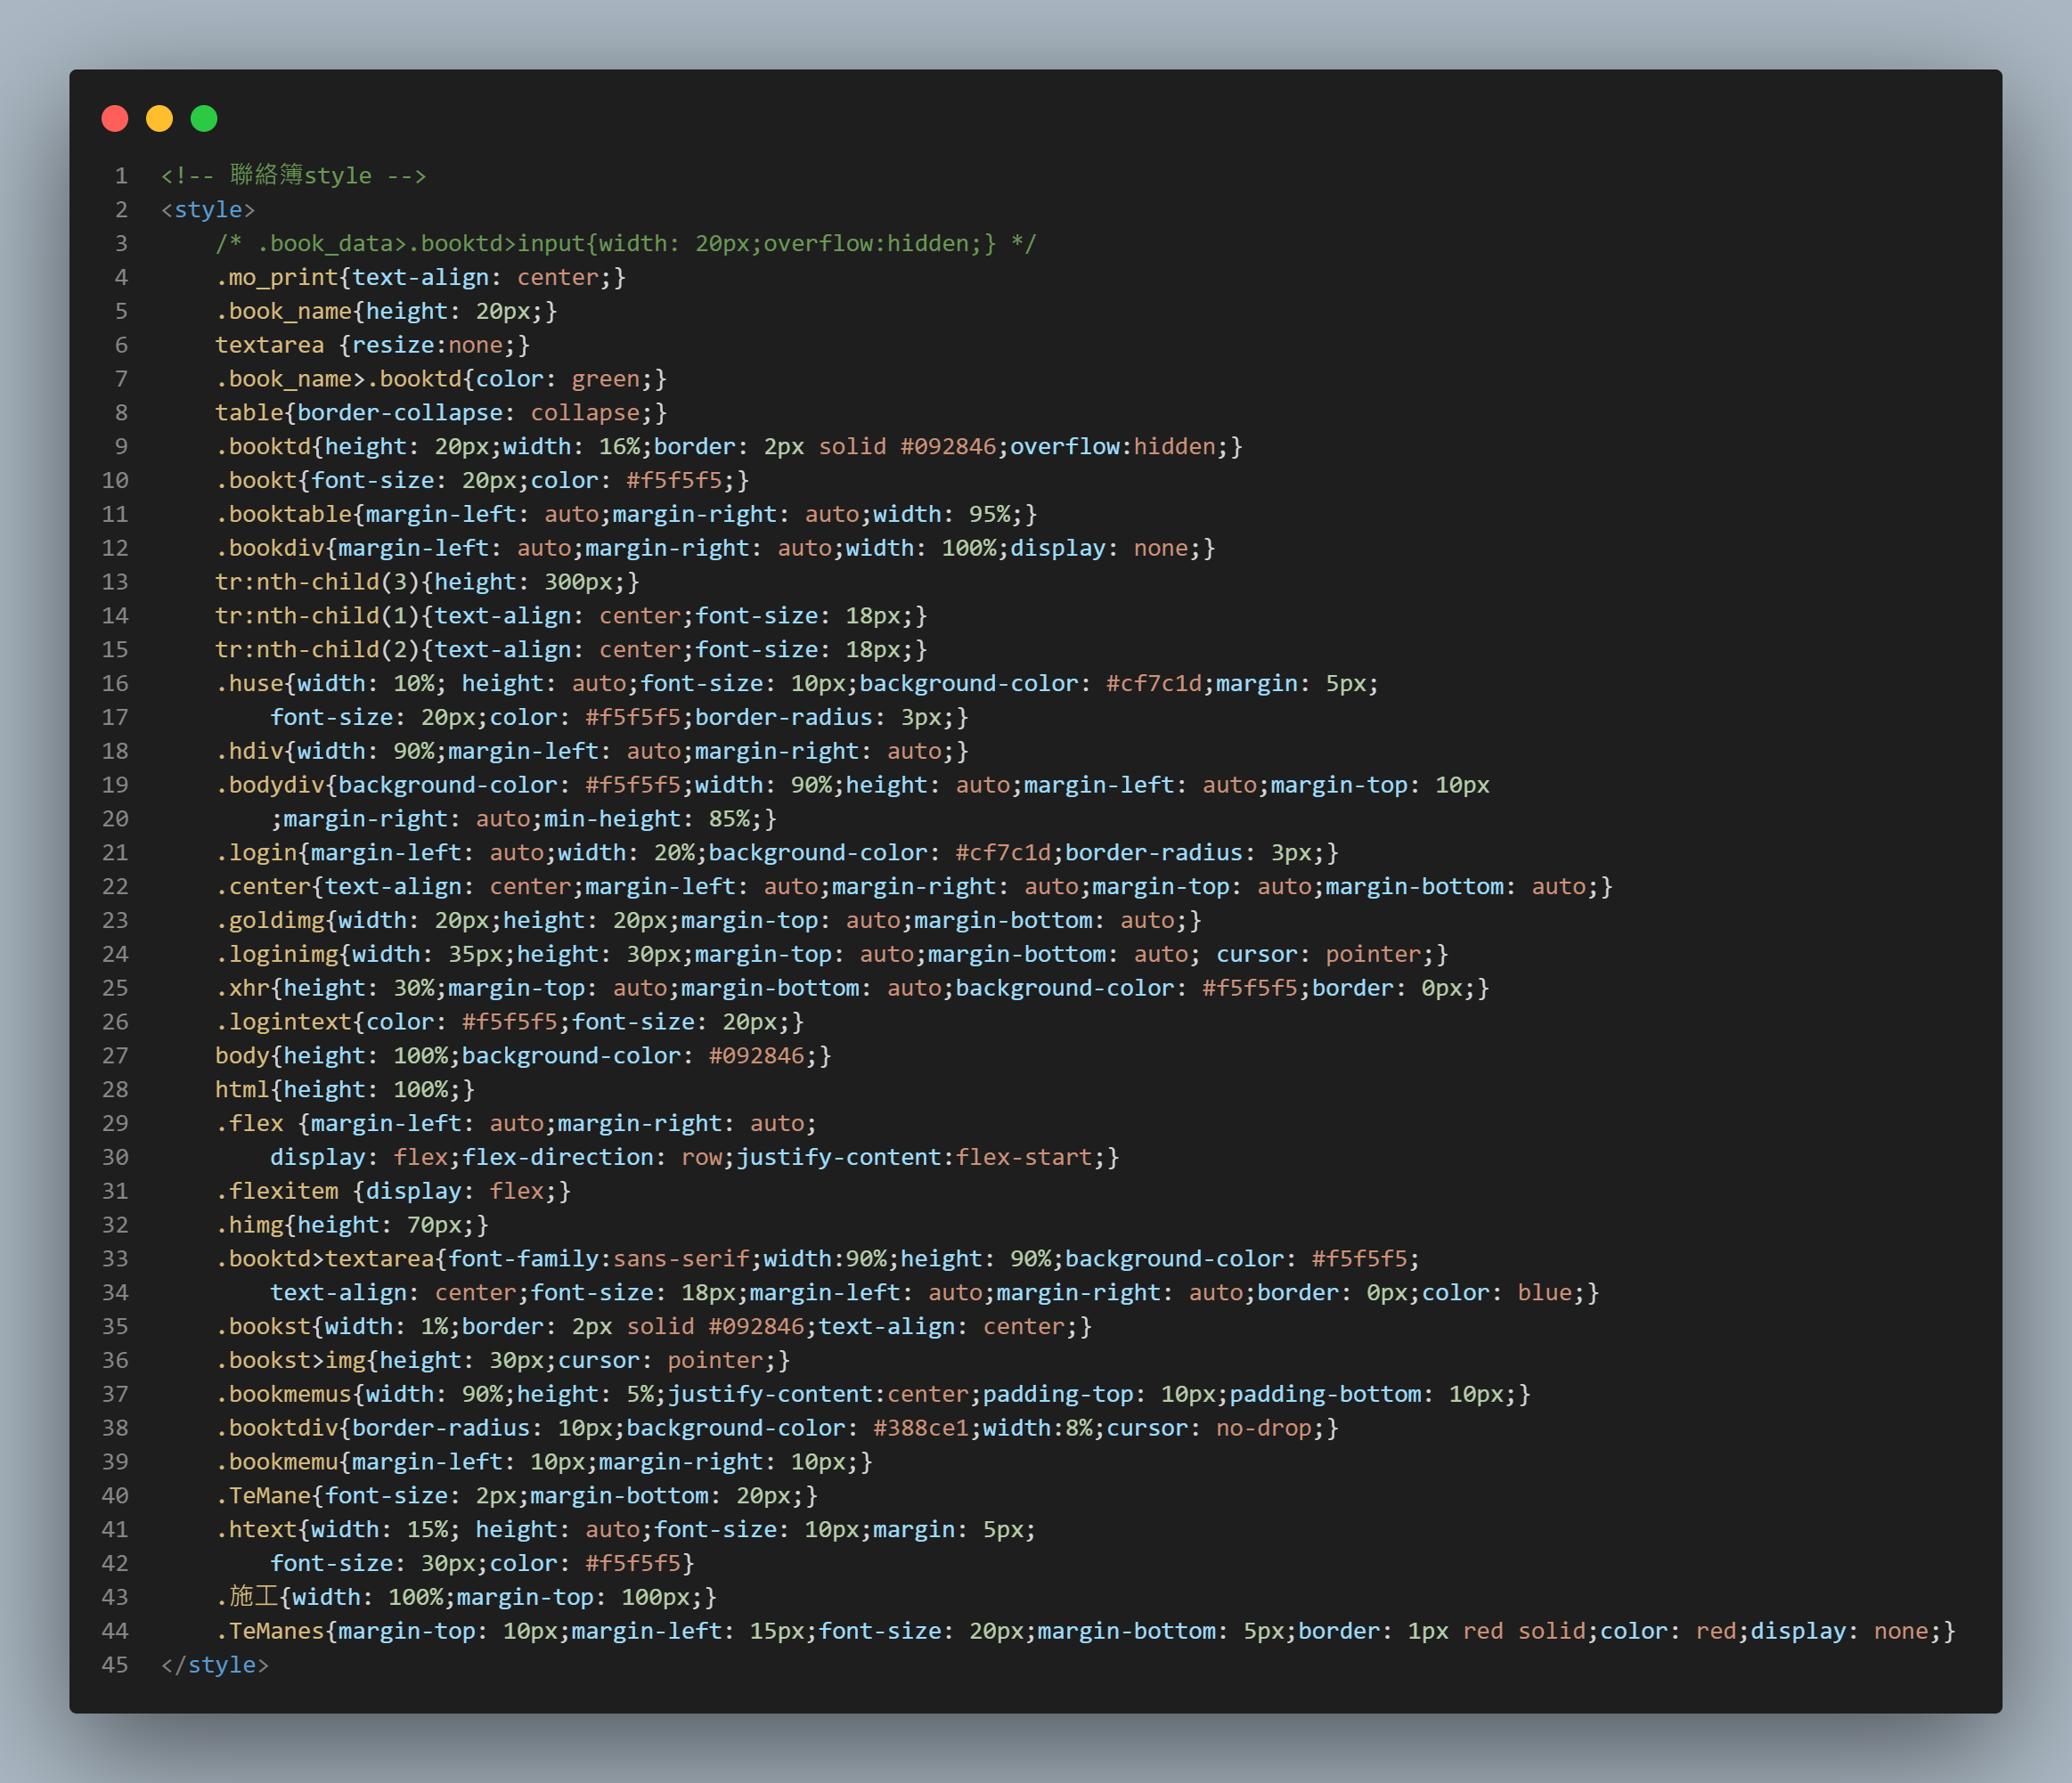 1 <!-- 聯絡簿style -->
2 <style>
3 /* .book_data>.booktd>input{width: 20px;overflow:hidden;} */
4 .mo_print{text-align: center;}
5 .book_name{height: 20px;}
6 textarea {resize:none;}
7 .book_name>.booktd{color: green;}
8 table{border-collapse: collapse;}
9 .booktd{height: 20px;width: 16%;border: 2px solid #092846;overflow:hidden;}
10 .bookt{font-size: 20px;color: #f5f5f5;}
11 .booktable{margin-left: auto;margin-right: auto;width: 95%;}
12 .bookdiv{margin-left: auto;margin-right: auto;width: 100%;display: none;}
13 tr:nth-child(3){height: 300px;}
14 tr:nth-child(1){text-align: center;font-size: 18px;}
15 tr:nth-child(2){text-align: center;font-size: 18px;}
16 .huse{width: 10%; height: auto;font-size: 10px;background-color: #cf7c1d;margin: 5px;
17 font-size: 20px;color: #f5f5f5;border-radius: 3px;}
18 .hdiv{width: 90%;margin-left: auto;margin-right: auto;}
19 .bodydiv{background-color: #f5f5f5;width: 90%;height: auto;margin-left: auto;margin-top: 10px
20 ;margin-right: auto;min-height: 85%;}
21 .login{margin-left: auto;width: 20%;background-color: #cf7c1d;border-radius: 3px;}
22 .center{text-align: center;margin-left: auto;margin-right: auto;margin-top: auto;margin-bottom: auto;}
23 .goldimg{width: 20px;height: 20px;margin-top: auto;margin-bottom: auto;}
24 .loginimg{width: 35px;height: 30px;margin-top: auto;margin-bottom: auto; cursor: pointer;}
25 .xhr{height: 30%;margin-top: auto;margin-bottom: auto;background-color: #f5f5f5;border: 0px;}
26 .logintext{color: #f5f5f5;font-size: 20px;}
27 body{height: 100%;background-color: #092846;}
28 html{height: 100%;}
29 .flex {margin-left: auto;margin-right: auto;
30 display: flex;flex-direction: row;justify-content:flex-start;}
31 .flexitem {display: flex;}
32 .himg{height: 70px;}
33 .booktd>textarea{font-family:sans-serif;width:90%;height: 90%;background-color: #f5f5f5;
34 text-align: center;font-size: 18px;margin-left: auto;margin-right: auto;border: 0px;color: blue;}
35 .bookst{width: 1%;border: 2px solid #092846;text-align: center;}
36 .bookst>img{height: 30px;cursor: pointer;}
37 .bookmemus{width: 90%;height: 5%;justify-content:center;padding-top: 10px;padding-bottom: 10px;}
38 .booktdiv{border-radius: 10px;background-color: #388ce1;width:8%;cursor: no-drop;}
39 .bookmemu{margin-left: 10px;margin-right: 10px;}
40 .TeMane{font-size: 2px;margin-bottom: 20px;}
41 .htext{width: 15%; height: auto;font-size: 10px;margin: 5px;
42 font-size: 30px;color: #f5f5f5}
43 .施工{width: 100%;margin-top: 100px;}
44 .TeManes{margin-top: 10px;margin-left: 15px;font-size: 20px;margin-bottom: 5px;border: 1px red solid;color: red;display: none;}
45 </style>